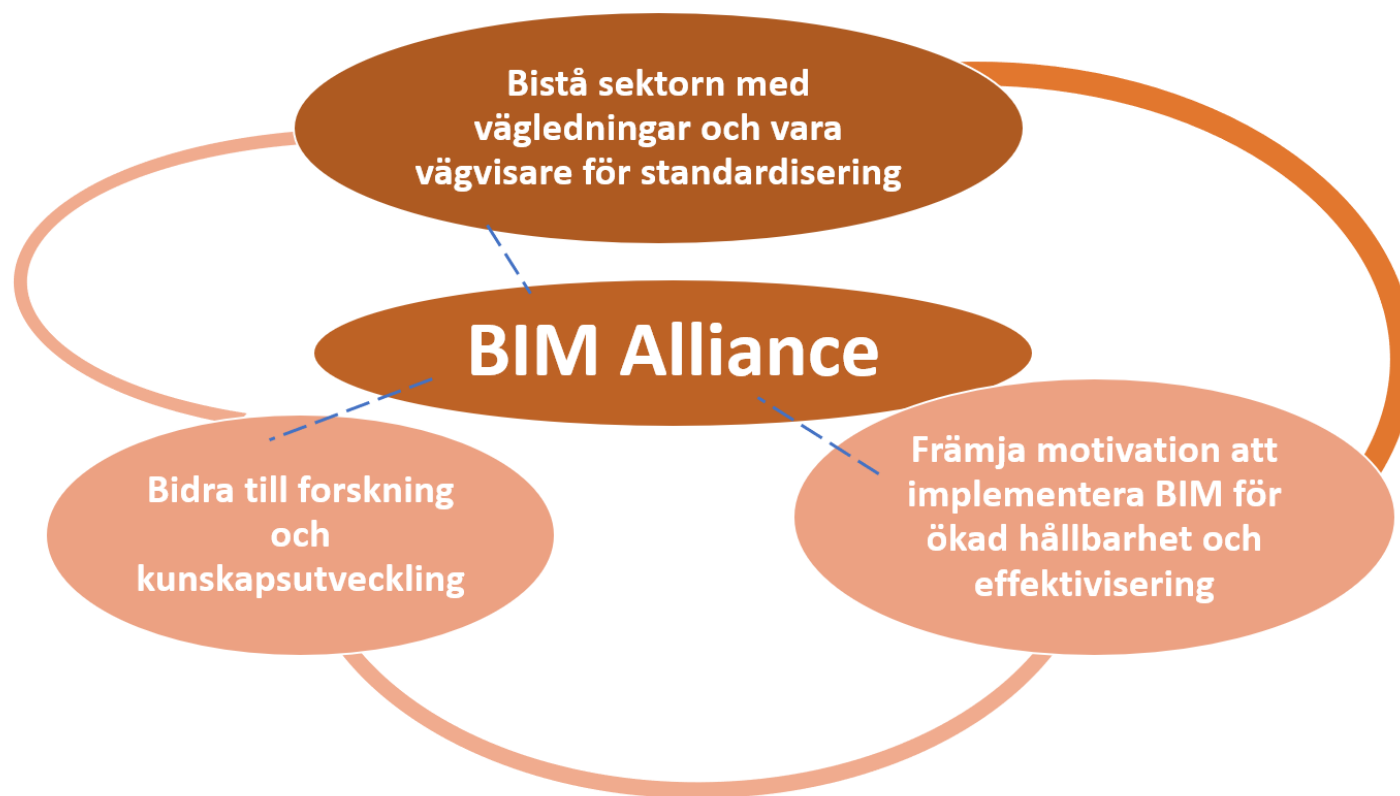 Bistå sektorn med
vägledningar och vara
vägvisare för standardisering
BIM Alliance
Bidra till forskning
och
kunskapsutveckling
Främja motivation att
implementera BIM för
ökad hållbarhet och
effektivisering